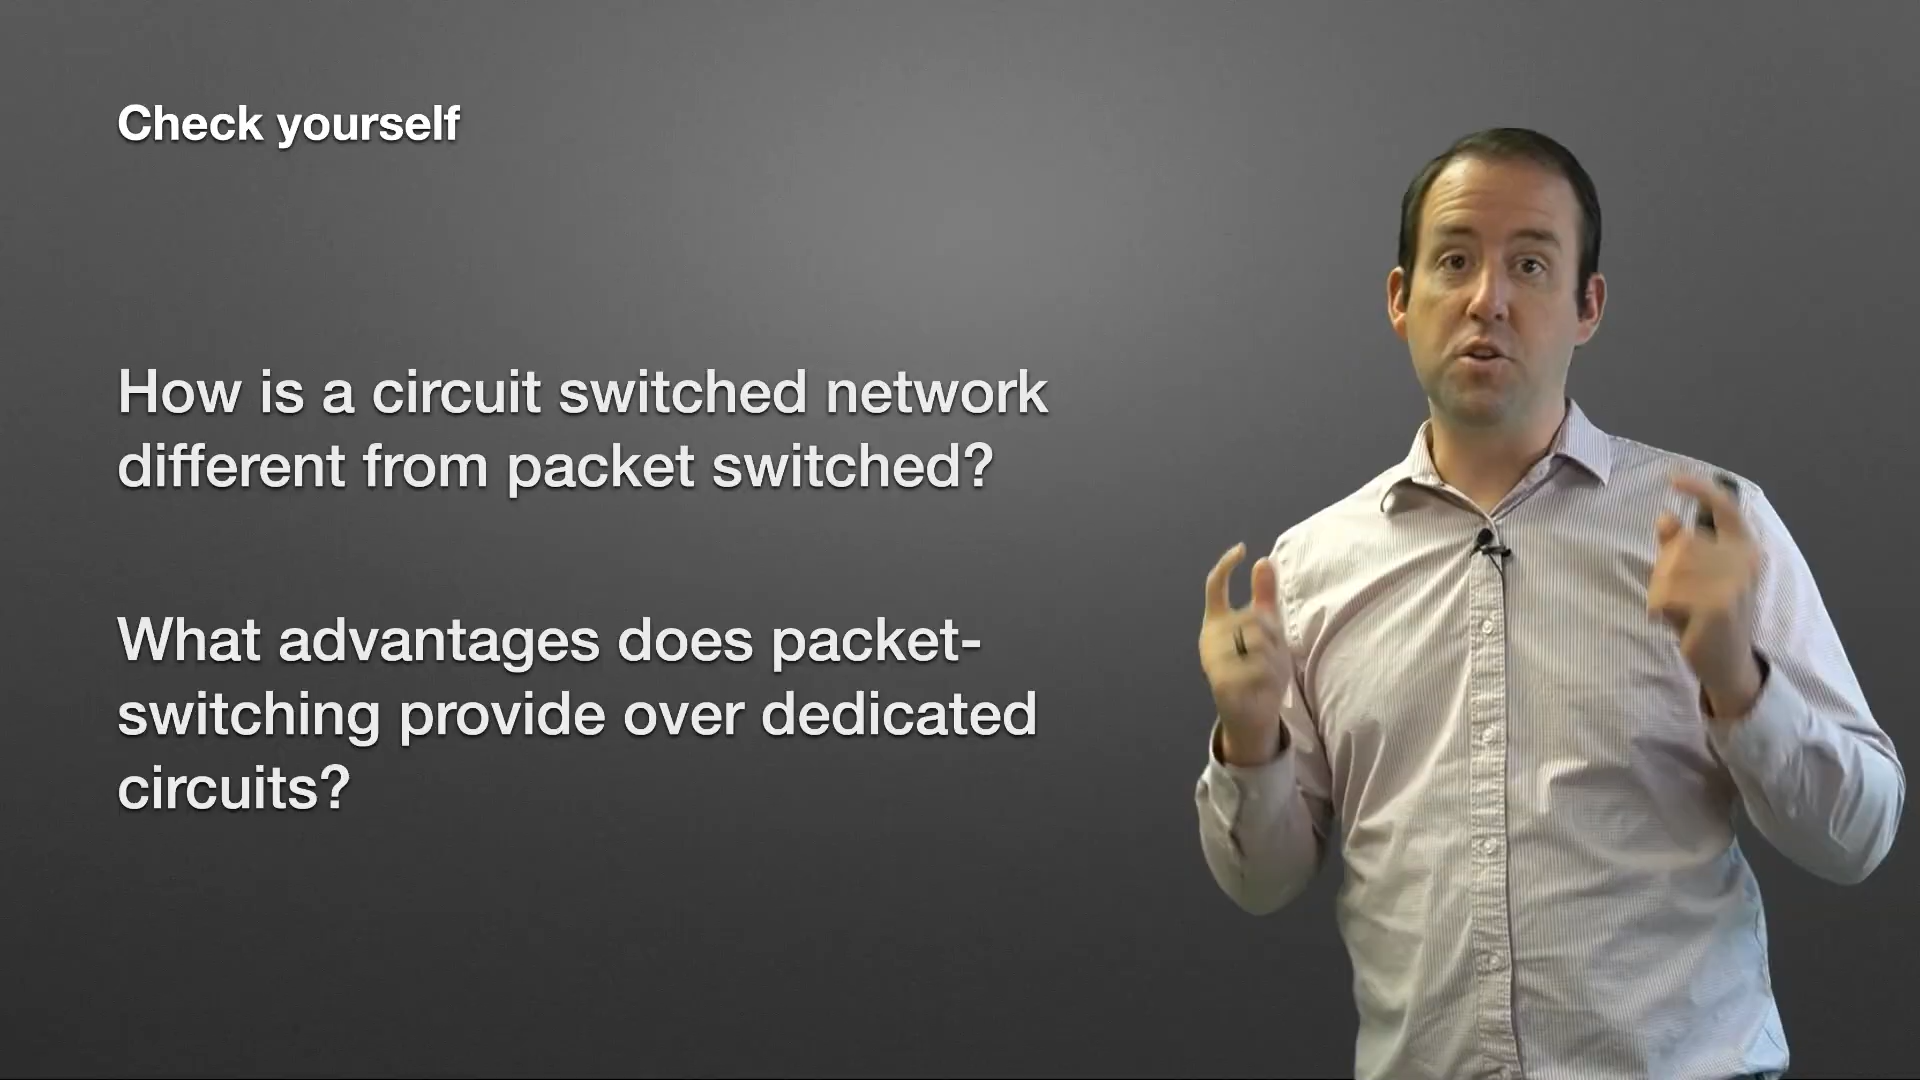 Check yourself
How is a circuit switched network
different from packet switched?
What advantages does packet-
switching provide over dedicated
circuits?